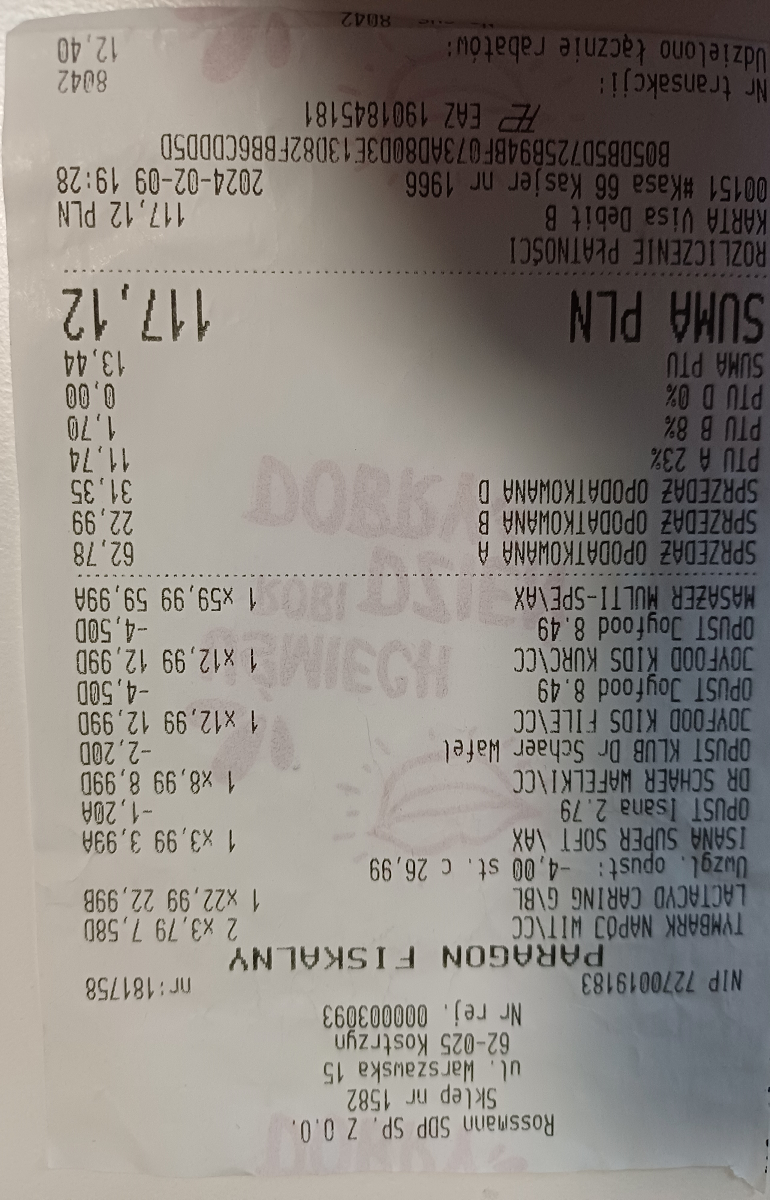 Rossmann SDP SP. Z O.O.
Sklep nr 1582
ul. Warszawska 15
62-025 Kostrzyn
Nr rej. 000003093
NIP 7270019183 nr:181758
PARAGON FISKALNY
TYMBARK NAPÓJ WIT\CC 2 x3,79 7,58D
LACTACYD CARING G\BL 1 x22,99 22,99B
Uwzgl. opust: -4,00 st. c 26,99
ISANA SUPER SOFT \AX 1 x3,99 3,99A
OPUST Isana 2.79 -1,20A
DR SCHAER WAFELKI\CC 1 x8,99 8,99D
OPUST KLUB Dr Schaer Wafel -2,20D
JOYFOOD KIDS FILE\CC 1 x12,99 12,99D
OPUST Joyfood 8.49 -4,50D
JOYFOOD KIDS KURC\CC 1 x12,99 12,99D
OPUST Joyfood 8.49 -4,50D
MASAŻER MULTI-SPE\AX 1 x59,99 59,99A
SPRZEDAŻ OPODATKOWANA A 62,78
SPRZEDAŻ OPODATKOWANA B 22,99
SPRZEDAŻ OPODATKOWANA D 31,35
PTU A 23% 11,74
PTU B 8% 1,70
PTU D 0% 0,00
SUMA PTU 13,44
SUMA PLN 117,12
ROZLICZENIE PŁATNOŚCI
KARTA Visa Debit B 117,12 PLN
00151 #Kasa 66 Kasjer nr 1966 2024-02-09 19:28
B05DB5D725B94BF073AD80D3E13D82FBB6CDDD5D
EAZ 1901845181
Nr transakcji: 8042
Udzielono łącznie rabatów: 12,40
8042
DOBRY
DZIE
ROBI
UŚMIECH